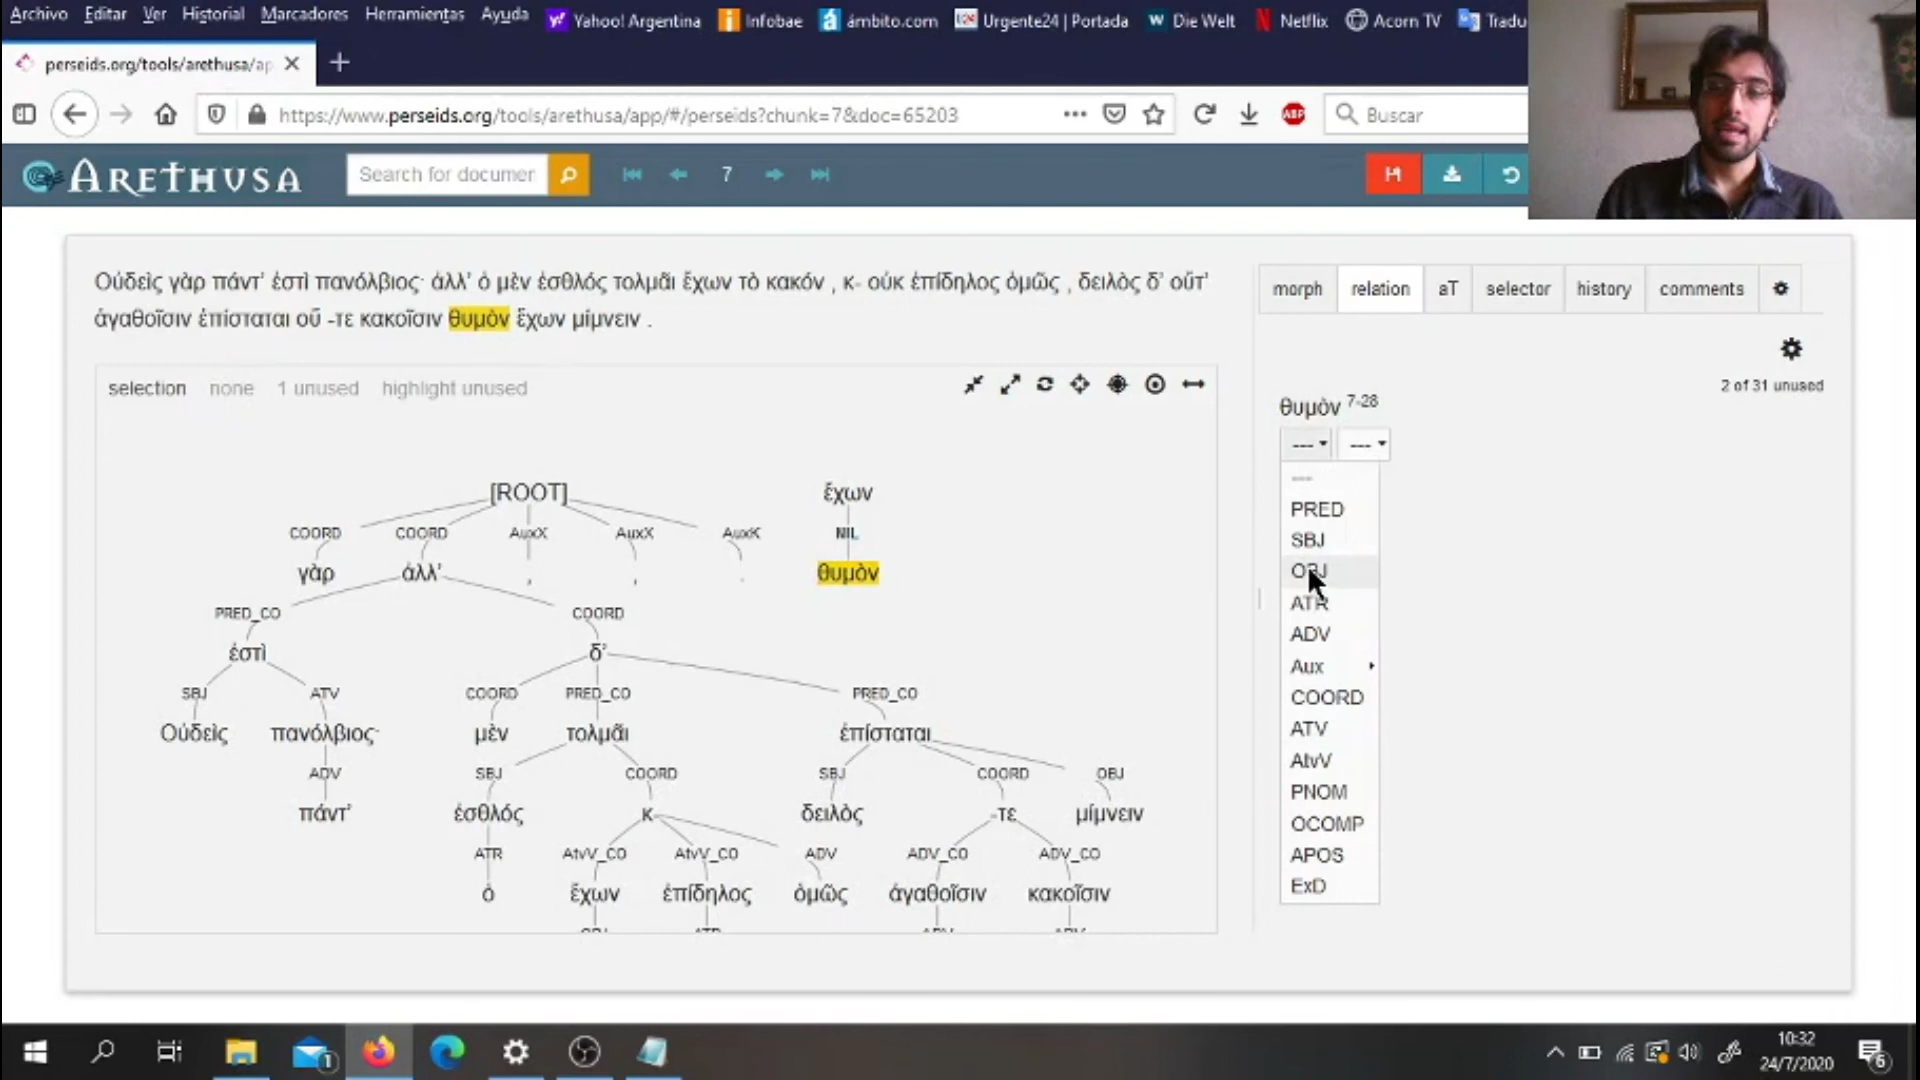 Archivo Editar Ver Historial Marcadores Herramientas Ayuda Yahoo! Argentina Infobae ámbito.com Urgente24 | Portada Die Welt Netflix Acorn TV Tradu
perseids.org/tools/arethusa/ap
https://www.perseids.org/tools/arethusa/app/#/perseids?chunk=7&doc=65203 ABP Buscar
ARETHUSA Search for documen 7
Οὐδεὶς γὰρ πάντ' ἐστὶ πανόλβιος· ἀλλ' ὁ μὲν ἐσθλός τολμᾶι ἔχων τὸ κακόν , κ- οὐκ ἐπίδηλος ὁμῶς , δειλὸς δ' οὔτ'
ἀγαθοῖσιν ἐπίσταται οὔ -τε κακοῖσιν θυμὸν ἔχων μίμνειν .
morph relation aT selector history comments
selection none 1 unused highlight unused
2 of 31 unused
θυμὸν 7-28
--- ---
---
PRED
SBJ
OBJ
ATR
ADV
Aux
COORD
ATV
AtvV
PNOM
OCOMP
APOS
ExD
[ROOT] ἔχων
COORD COORD AuxX AuxX AuxK NIL
γὰρ ἀλλ' , , . θυμὸν
PRED_CO COORD
ἐστὶ δ'
SBJ ATV COORD PRED_CO PRED_CO
Οὐδεὶς πανόλβιος· μὲν τολμᾶι ἐπίσταται
ADV SBJ COORD SBJ COORD OBJ
πάντ' ἐσθλός κ- δειλὸς -τε μίμνειν
ATR AtvV_CO AtvV_CO ADV ADV_CO ADV_CO
ὁ ἔχων ἐπίδηλος ὁμῶς ἀγαθοῖσιν κακοῖσιν
1
10:32
24/7/2020
6